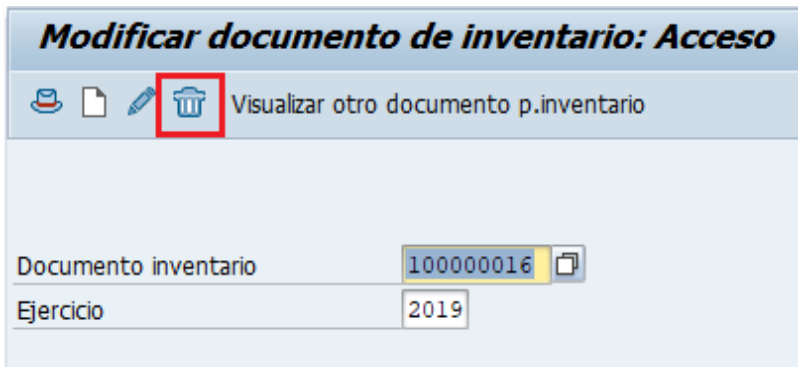 Modificar documento de inventario: Acceso
Visualizar otro documento p.inventario
Documento inventario 100000016
Ejercicio 2019